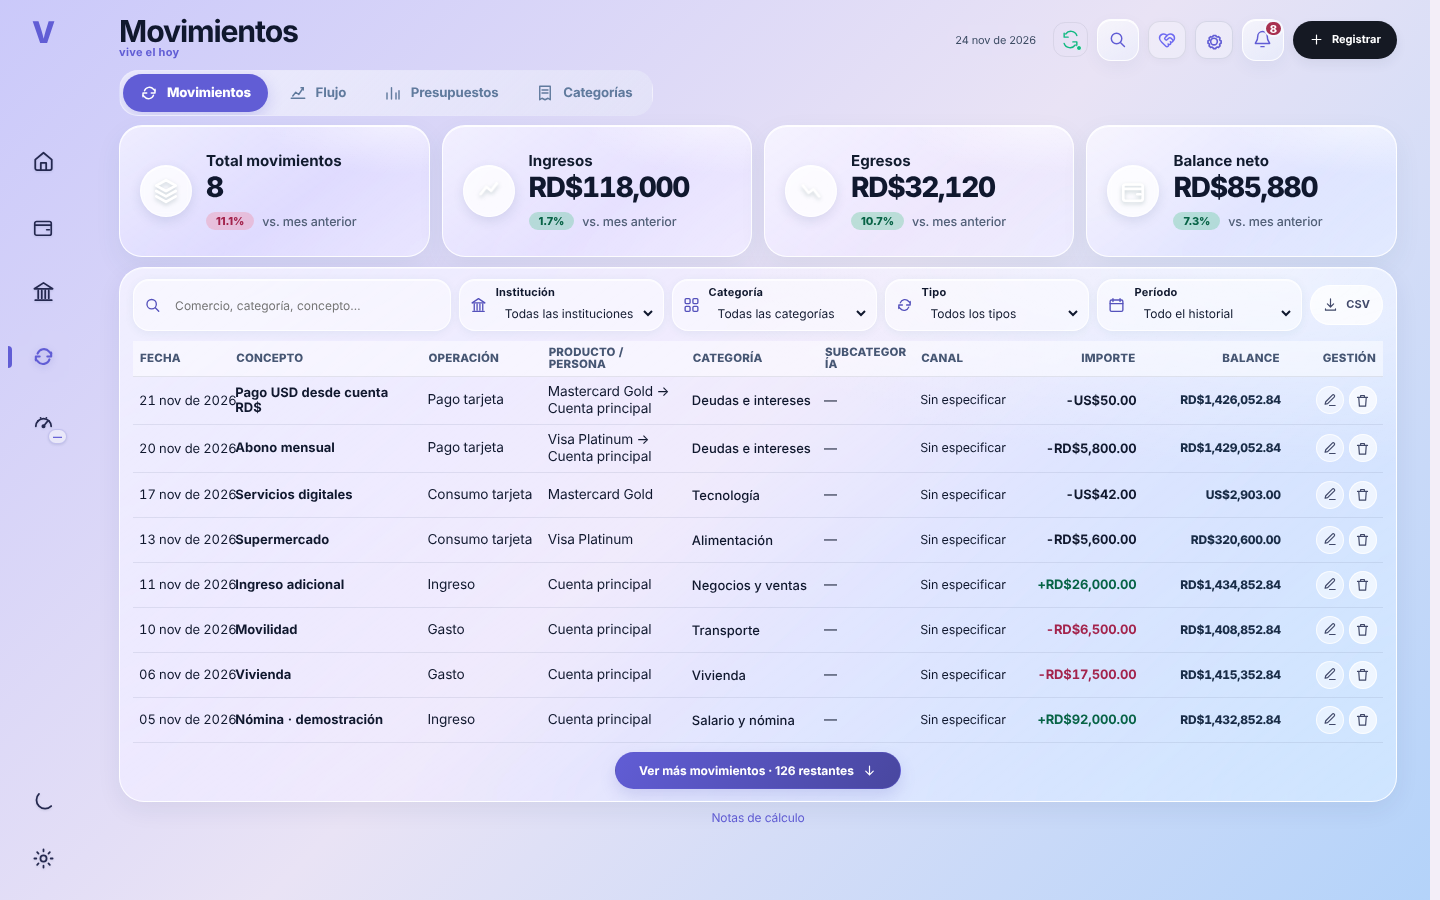 V
Movimientos
vive el hoy
24 nov de 2026
8
Registrar
Movimientos
Flujo
Presupuestos
Categorías
Total movimientos
8
11.1% vs. mes anterior
Ingresos
RD$118,000
1.7% vs. mes anterior
Egresos
RD$32,120
10.7% vs. mes anterior
Balance neto
RD$85,880
7.3% vs. mes anterior
Comercio, categoría, concepto...
Institución
Todas las instituciones
Categoría
Todas las categorías
Tipo
Todos los tipos
Período
Todo el historial
CSV
FECHA CONCEPTO OPERACIÓN PRODUCTO / PERSONA CATEGORÍA SUBCATEGORÍA CANAL IMPORTE BALANCE GESTIÓN
21 nov de 2026 Pago USD desde cuenta RD$ Pago tarjeta Mastercard Gold → Cuenta principal Deudas e intereses — Sin especificar -US$50.00 RD$1,426,052.84
20 nov de 2026 Abono mensual Pago tarjeta Visa Platinum → Cuenta principal Deudas e intereses — Sin especificar -RD$5,800.00 RD$1,429,052.84
17 nov de 2026 Servicios digitales Consumo tarjeta Mastercard Gold Tecnología — Sin especificar -US$42.00 US$2,903.00
13 nov de 2026 Supermercado Consumo tarjeta Visa Platinum Alimentación — Sin especificar -RD$5,600.00 RD$320,600.00
11 nov de 2026 Ingreso adicional Ingreso Cuenta principal Negocios y ventas — Sin especificar +RD$26,000.00 RD$1,434,852.84
10 nov de 2026 Movilidad Gasto Cuenta principal Transporte — Sin especificar -RD$6,500.00 RD$1,408,852.84
06 nov de 2026 Vivienda Gasto Cuenta principal Vivienda — Sin especificar -RD$17,500.00 RD$1,415,352.84
05 nov de 2026 Nómina · demostración Ingreso Cuenta principal Salario y nómina — Sin especificar +RD$92,000.00 RD$1,432,852.84
Ver más movimientos · 126 restantes ↓
Notas de cálculo